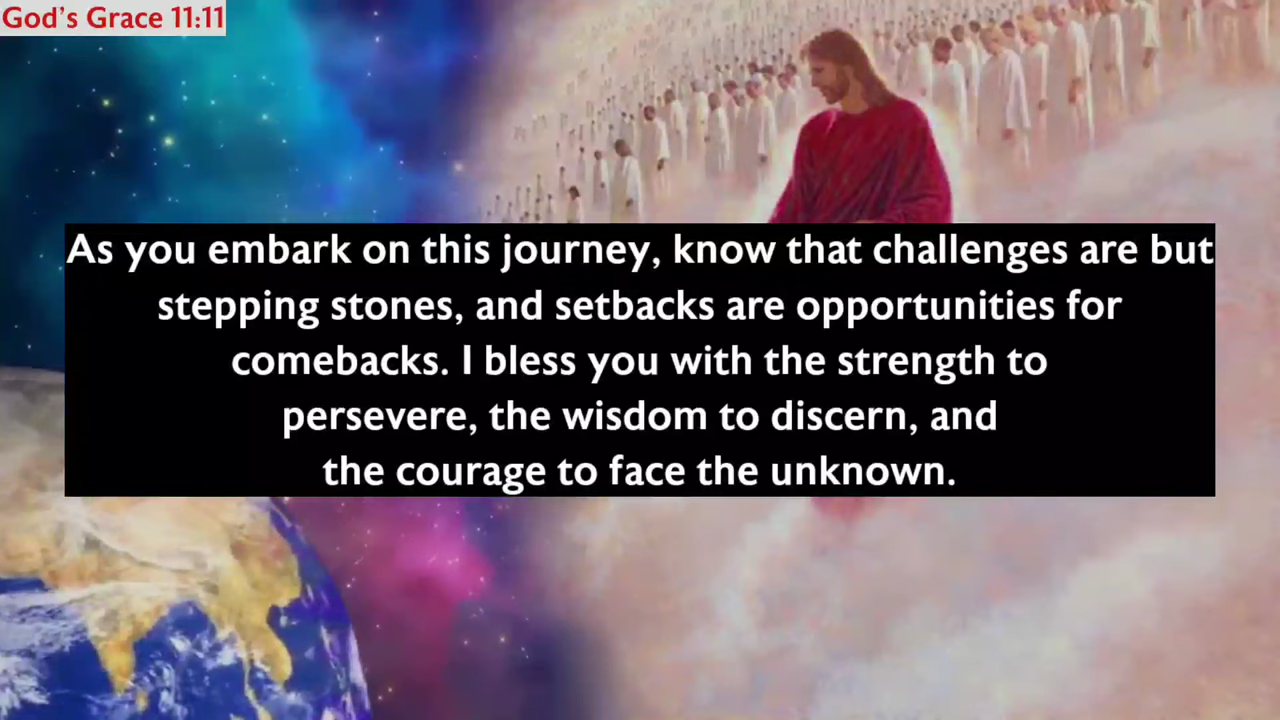 God's Grace 11:11
As you embark on this journey, know that challenges are but
stepping stones, and setbacks are opportunities for
comebacks. I bless you with the strength to
persevere, the wisdom to discern, and
the courage to face the unknown.